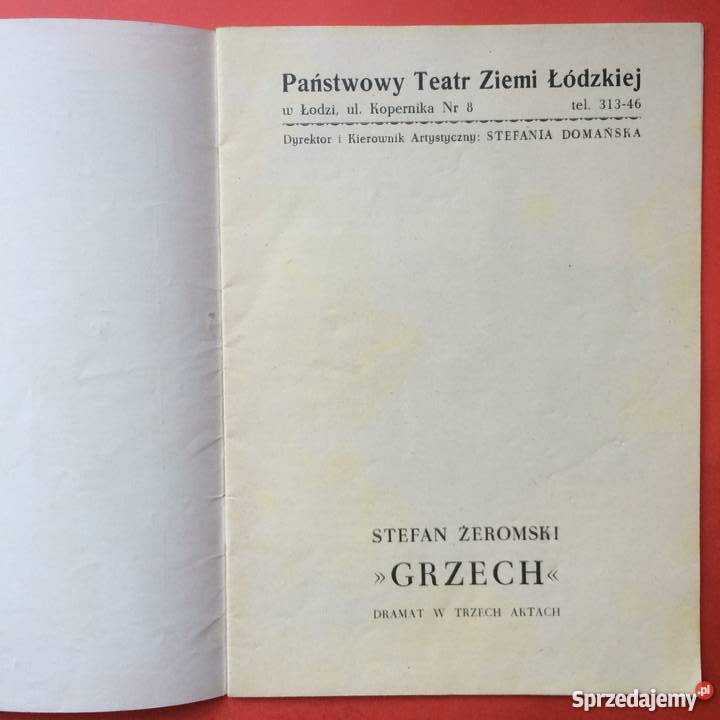 Państwowy Teatr Ziemi Łódzkiej
w Łodzi, ul. Kopernika Nr 8 tel. 313-46
Dyrektor i Kierownik Artystyczny: STEFANIA DOMAŃSKA
STEFAN ŻEROMSKI
»GRZECH«
DRAMAT W TRZECH AKTACH
Sprzedajemy.pl